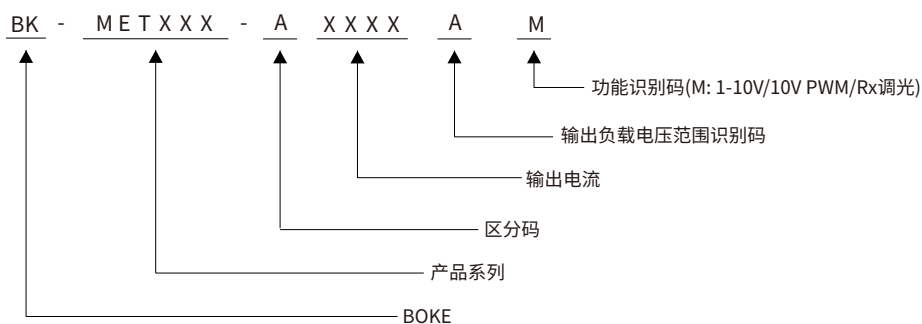 BK - METXXX - A XXXX A M
功能识别码(M: 1-10V/10V PWM/Rx调光)
输出负载电压范围识别码
输出电流
区分码
产品系列
BOKE